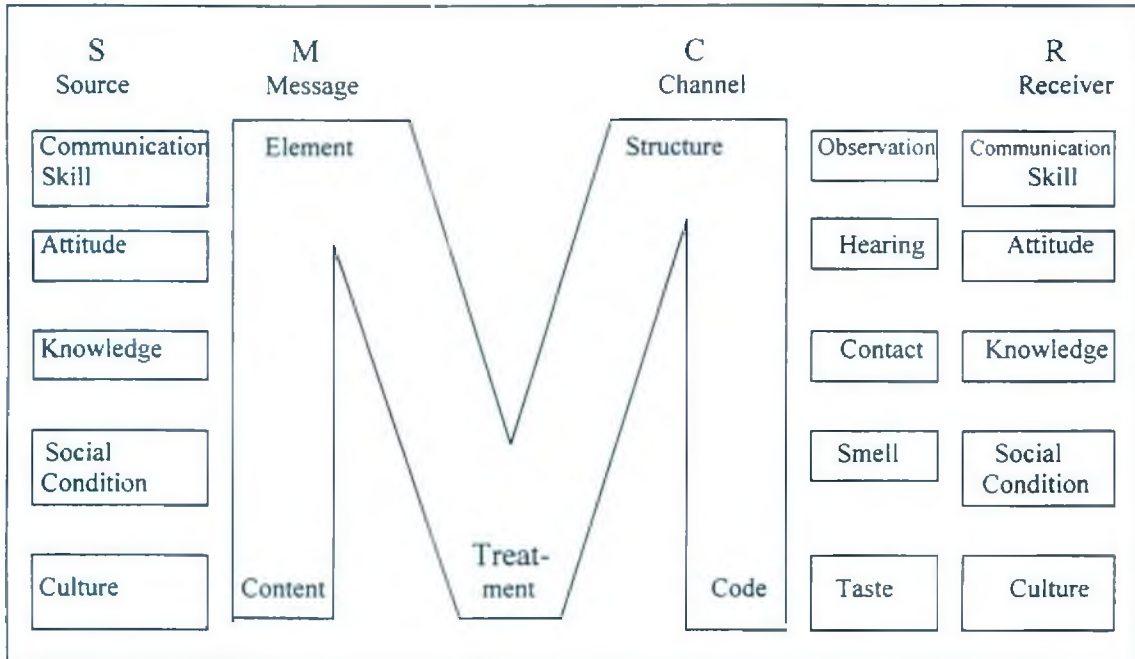 S
Source
M
Message
C
Channel
R
Receiver
Communication
Skill
Attitude
Knowledge
Social
Condition
Culture
Element
Structure
Content
Treat-
ment
Code
Observation
Hearing
Contact
Smell
Taste
Communication
Skill
Attitude
Knowledge
Social
Condition
Culture